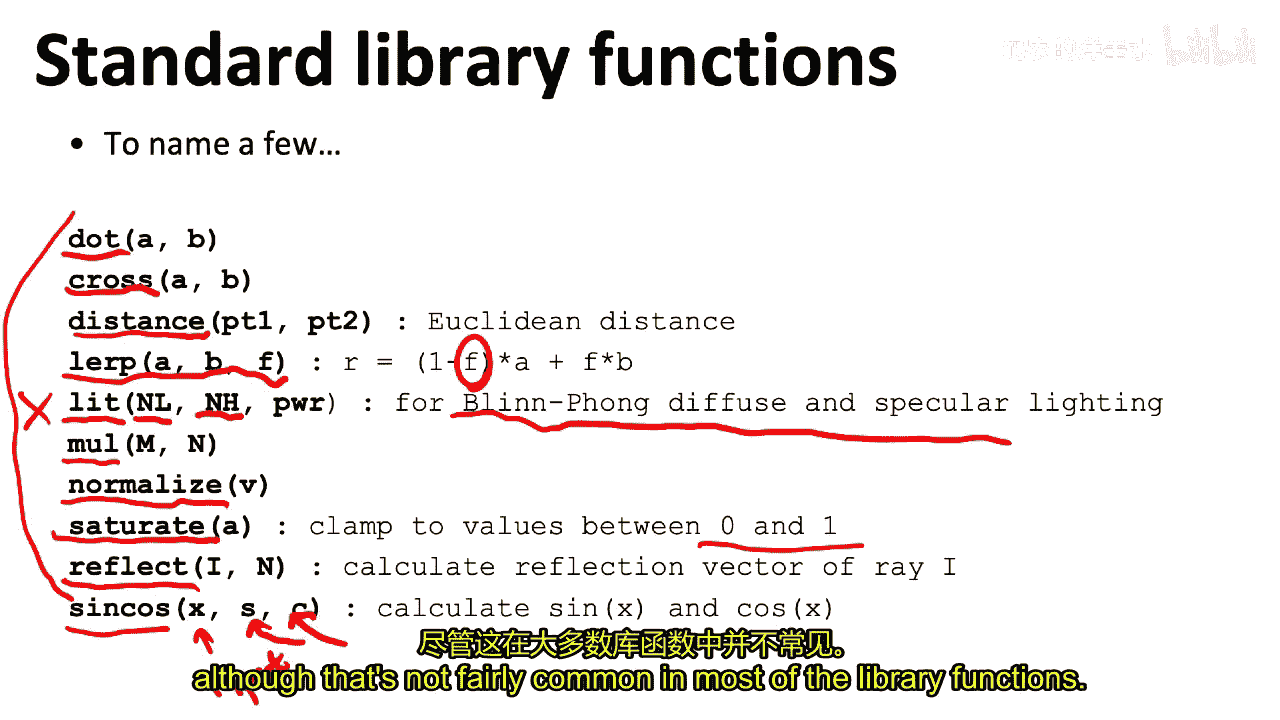 Standard library functions
bilibili
• To name a few...
dot(a, b)
cross(a, b)
distance(pt1, pt2) : Euclidean distance
lerp(a, b, f) : r = (1-f)*a + f*b
lit(NL, NH, pwr) : for Blinn-Phong diffuse and specular lighting
mul(M, N)
normalize(v)
saturate(a) : clamp to values between 0 and 1
reflect(I, N) : calculate reflection vector of ray I
sincos(x, s, c) : calculate sin(x) and cos(x)
尽管这在大多数库函数中并不常见。
although that's not fairly common in most of the library functions.